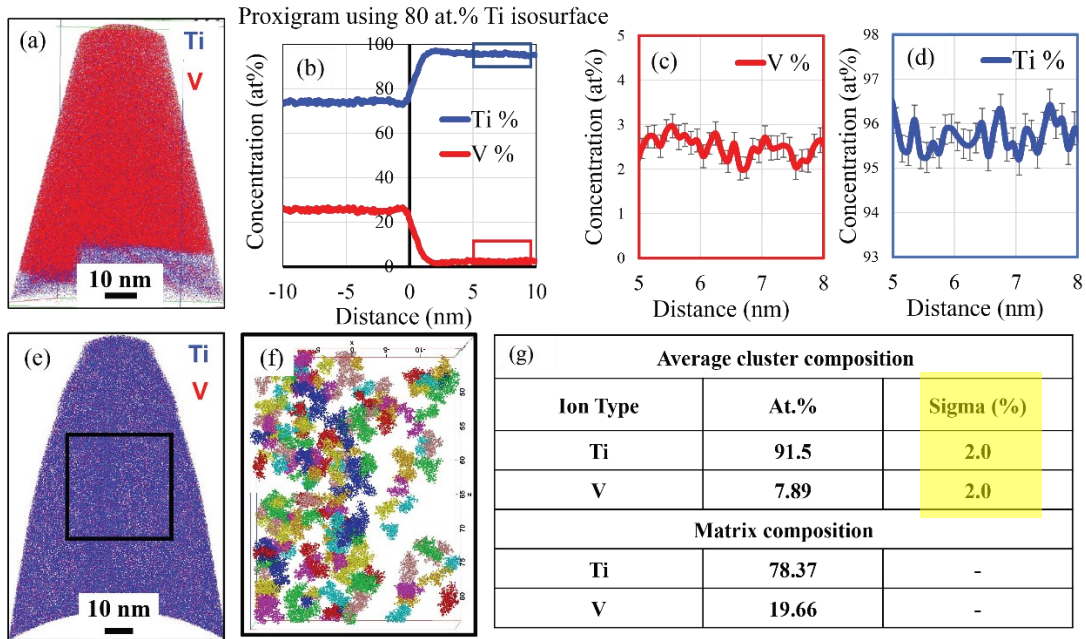 Proxigram using 80 at.% Ti isosurface
(a)
Ti
V
10 nm
(b)
Concentration (at%)
100
80
60
40
20
0
Ti %
V %
-10
-5
0
5
10
Distance (nm)
(c)
V %
Concentration (at%)
5
4
3
2
1
0
5
6
7
8
Distance (nm)
(d)
Ti %
Concentration (at%)
98
97
96
95
94
93
5
6
7
8
Distance (nm)
(e)
Ti
V
10 nm
(f)
(g)
Average cluster composition
Ion Type At.% Sigma (%)
Ti 91.5 2.0
V 7.89 2.0
Matrix composition
Ti 78.37 -
V 19.66 -